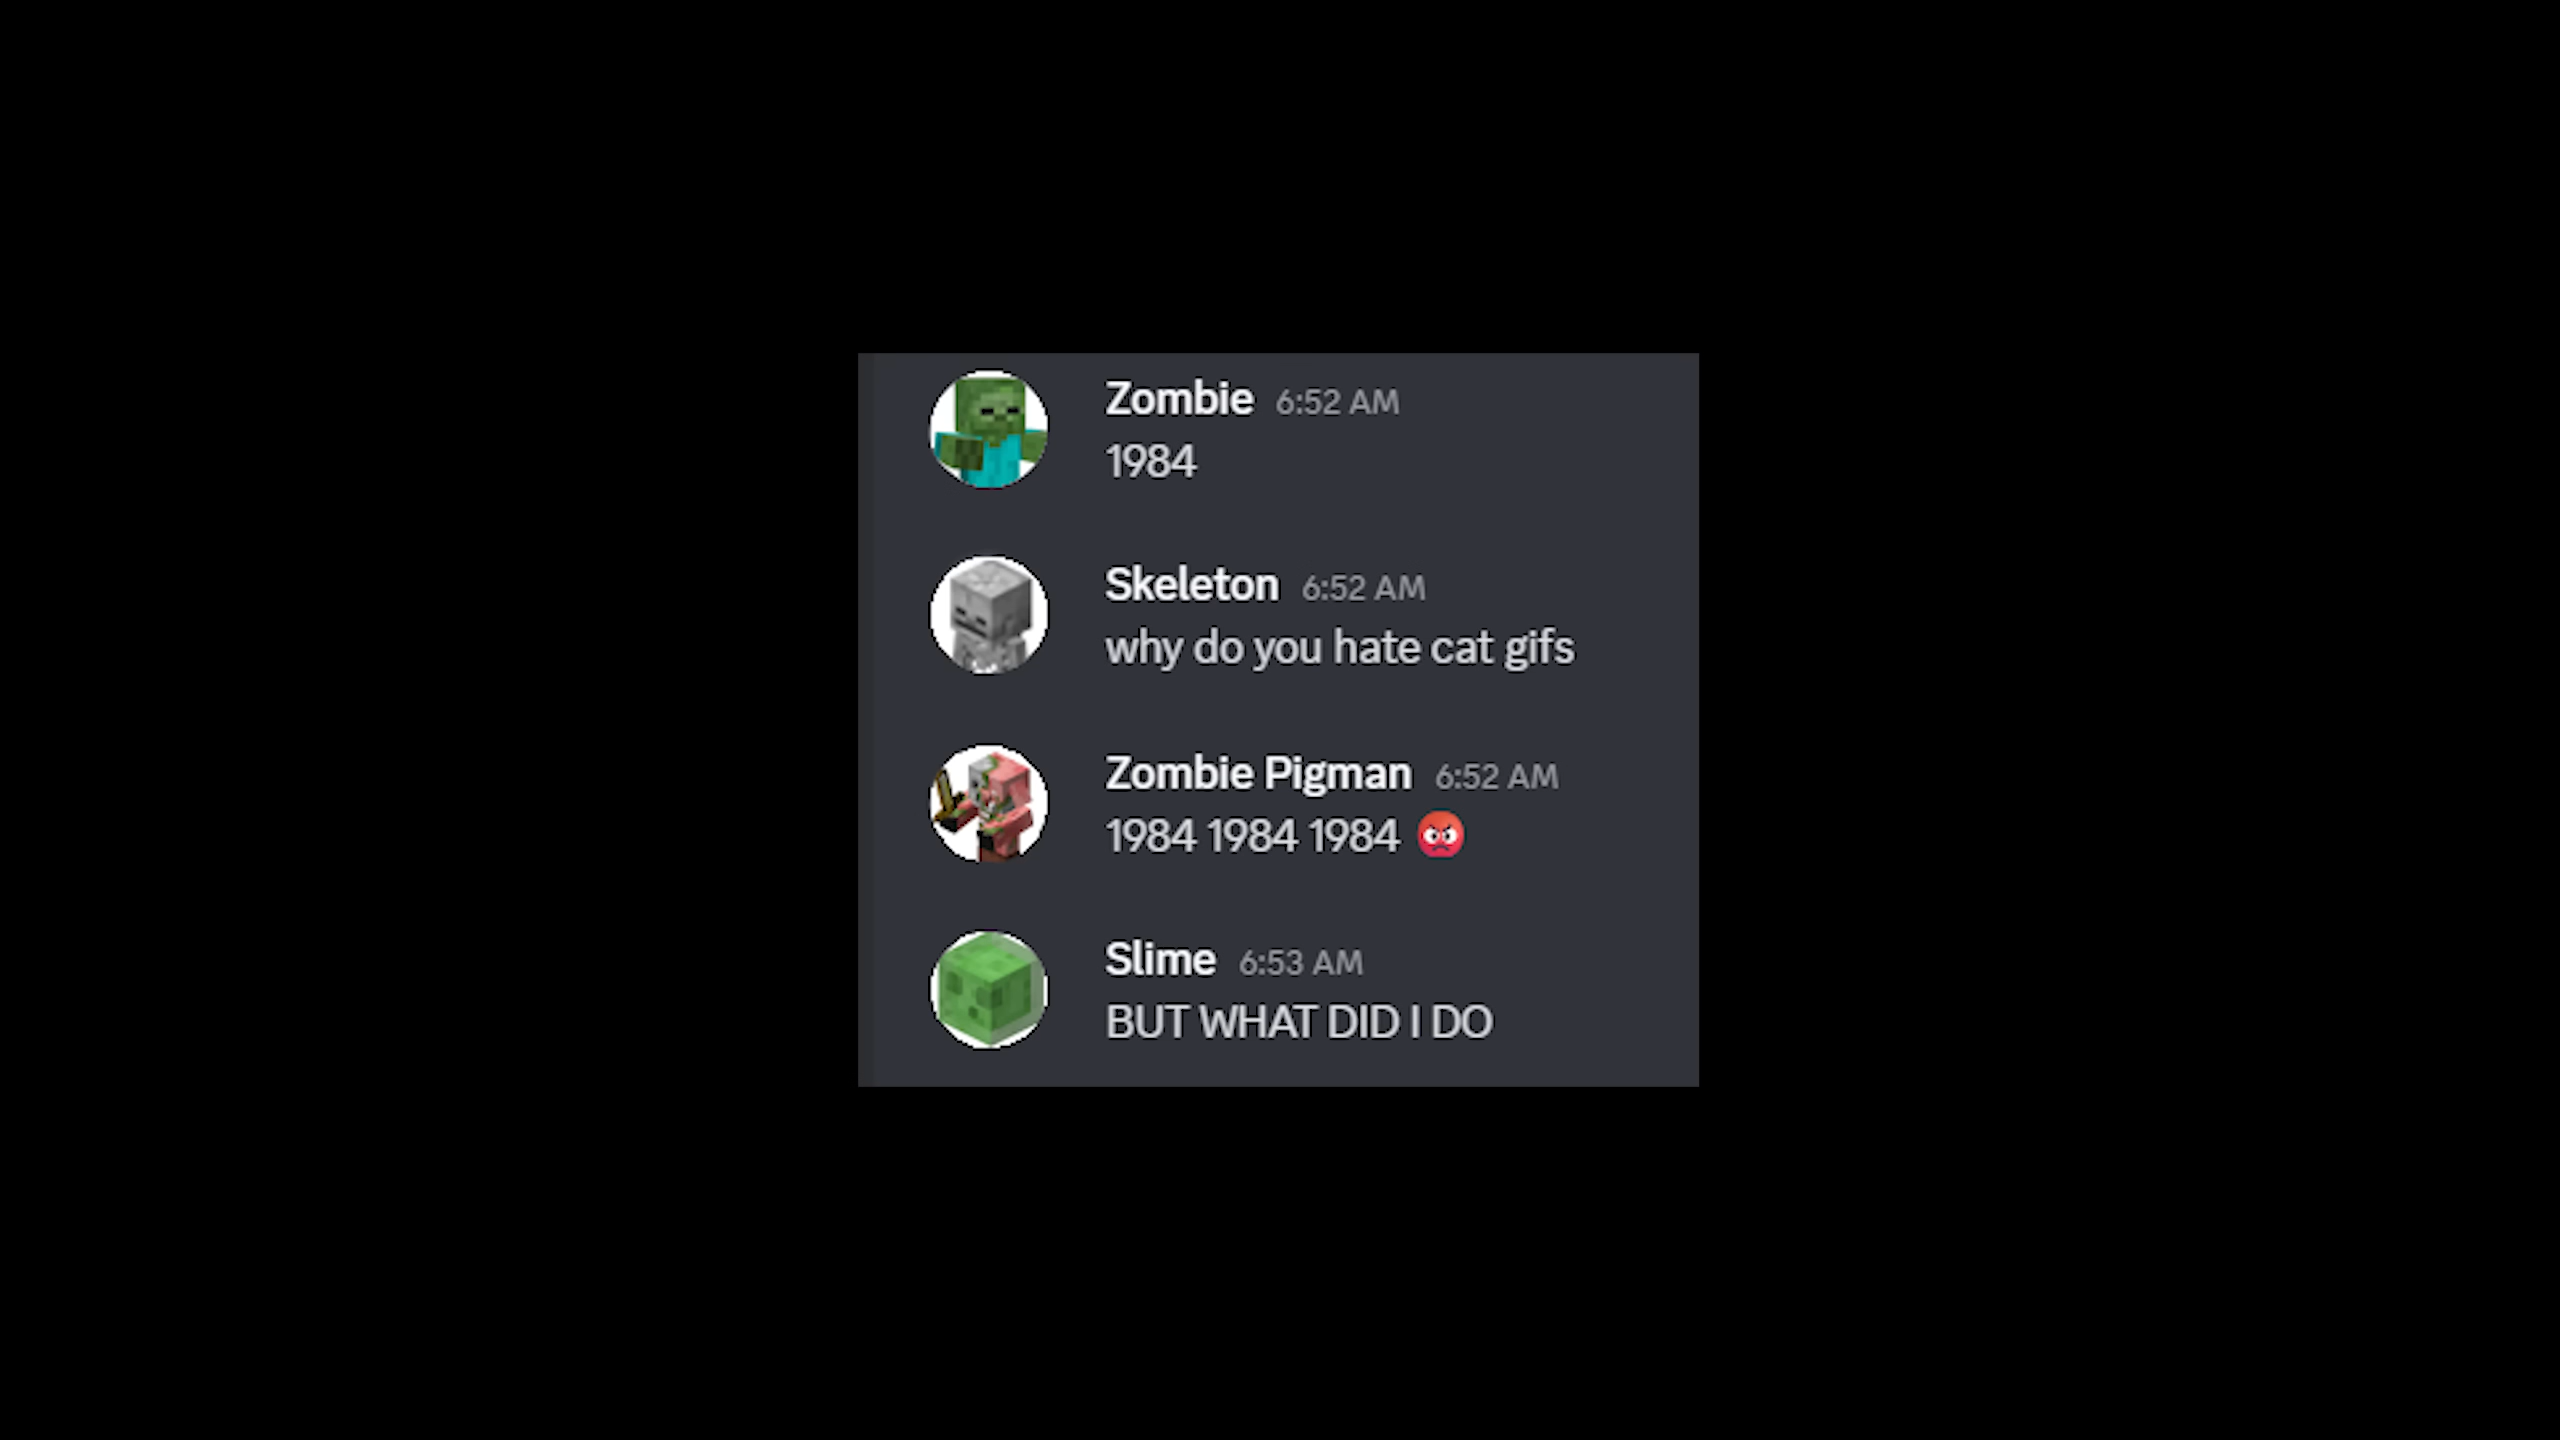 Zombie 6:52 AM
1984
Skeleton 6:52 AM
why do you hate cat gifs
Zombie Pigman 6:52 AM
1984 1984 1984 😡
Slime 6:53 AM
BUT WHAT DID I DO